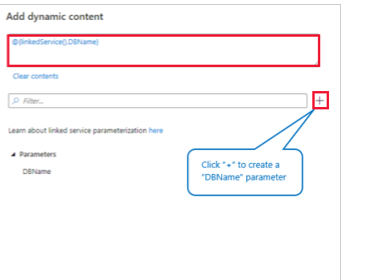 Add dynamic content
@{linkedService().DBName}
Clear contents
Filter...
+
Learn about linked service parameterization here
Parameters
DBName
Click "+" to create a
"DBName" parameter